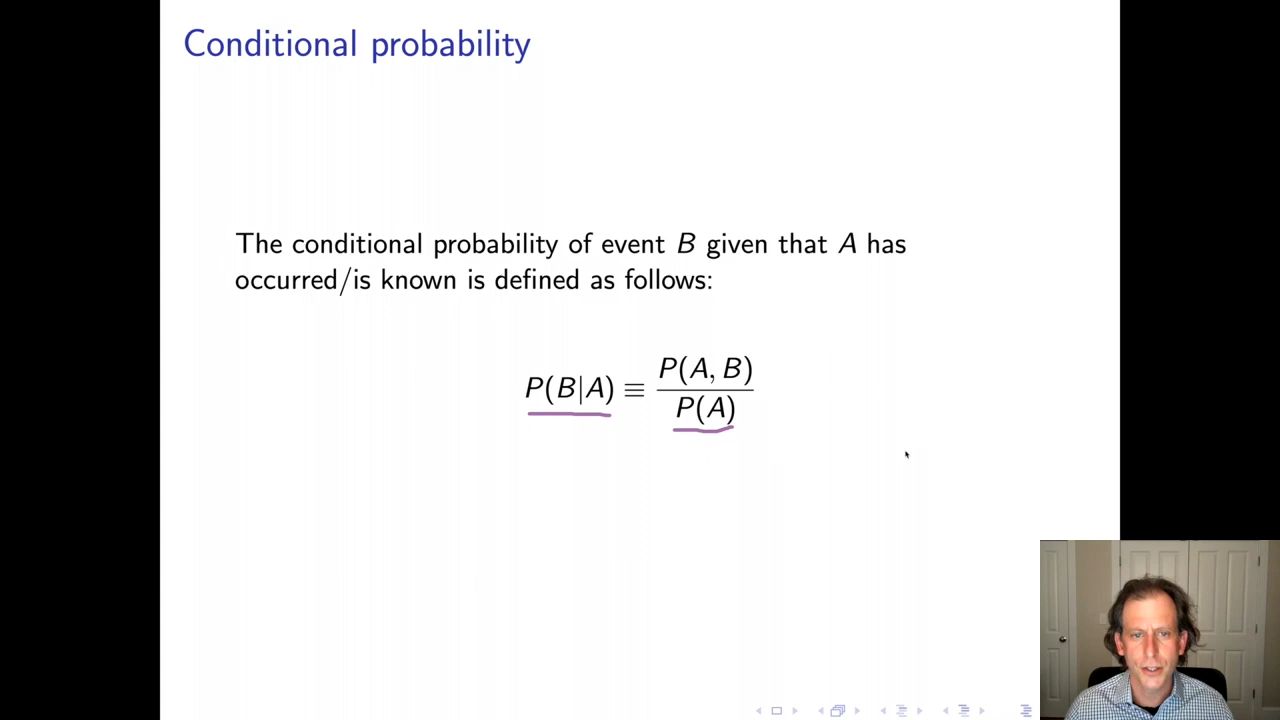 Conditional probability
The conditional probability of event B given that A has
occurred/is known is defined as follows:
P(B|A) ≡ P(A, B) / P(A)